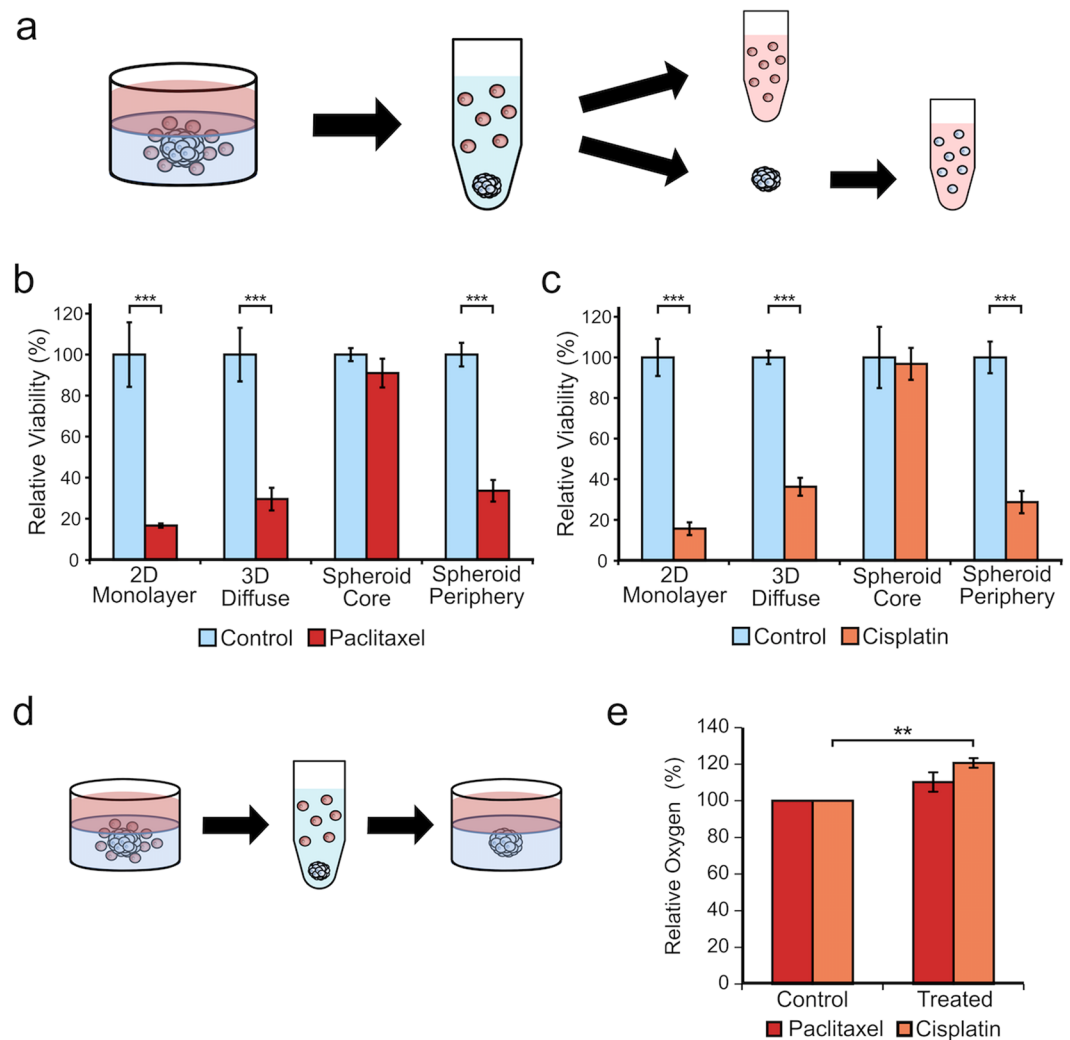 a
b
c
*** *** ***
Relative Viability (%)
120
100
80
60
40
20
0
2D Monolayer
3D Diffuse
Spheroid Core
Spheroid Periphery
Control Paclitaxel
*** *** ***
Relative Viability (%)
120
100
80
60
40
20
0
2D Monolayer
3D Diffuse
Spheroid Core
Spheroid Periphery
Control Cisplatin
d
e
**
Relative Oxygen (%)
140
120
100
80
60
40
20
0
Control Treated
Paclitaxel Cisplatin